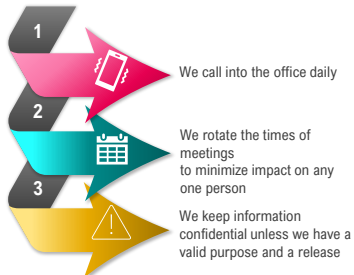 1
We call into the office daily
2
We rotate the times of
meetings
to minimize impact on any
one person
3
We keep information
confidential unless we have a
valid purpose and a release